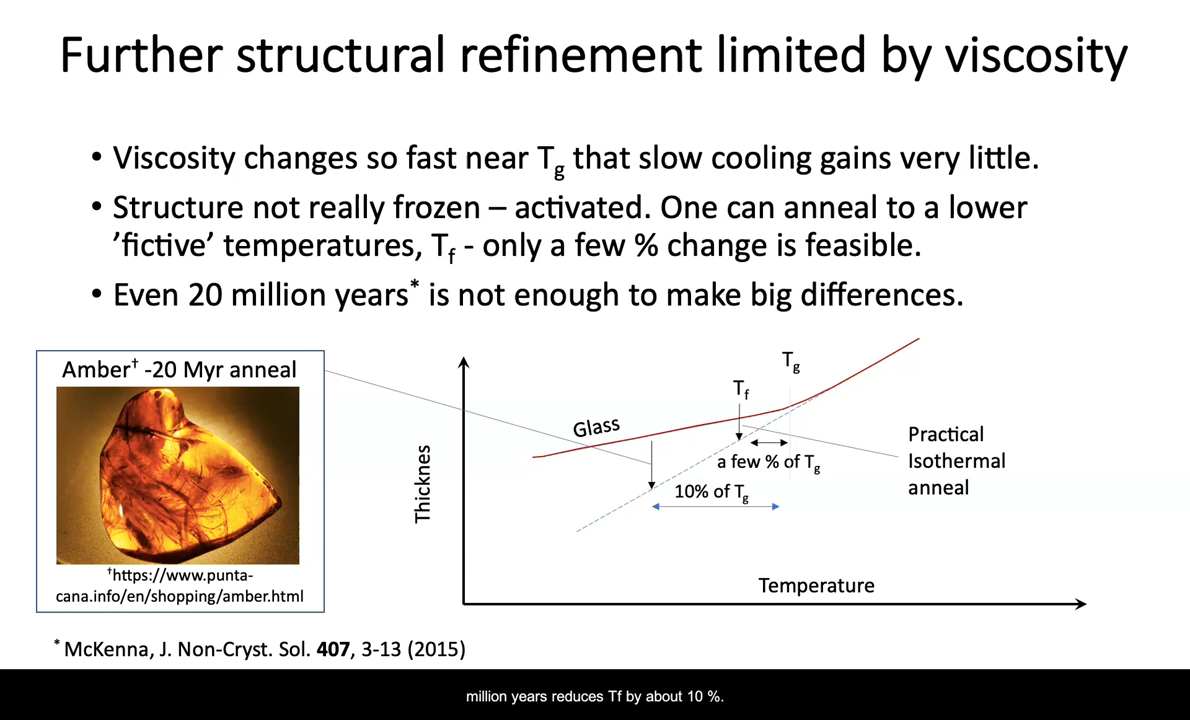 Further structural refinement limited by viscosity
• Viscosity changes so fast near Tg that slow cooling gains very little.
• Structure not really frozen – activated. One can anneal to a lower
’fictive’ temperatures, Tf - only a few % change is feasible.
• Even 20 million years* is not enough to make big differences.
Amber† -20 Myr anneal
†https://www.punta-
cana.info/en/shopping/amber.html
Thicknes
Glass
Tf
Tg
a few % of Tg
10% of Tg
Practical
Isothermal
anneal
Temperature
* McKenna, J. Non-Cryst. Sol. 407, 3-13 (2015)
million years reduces Tf by about 10 %.